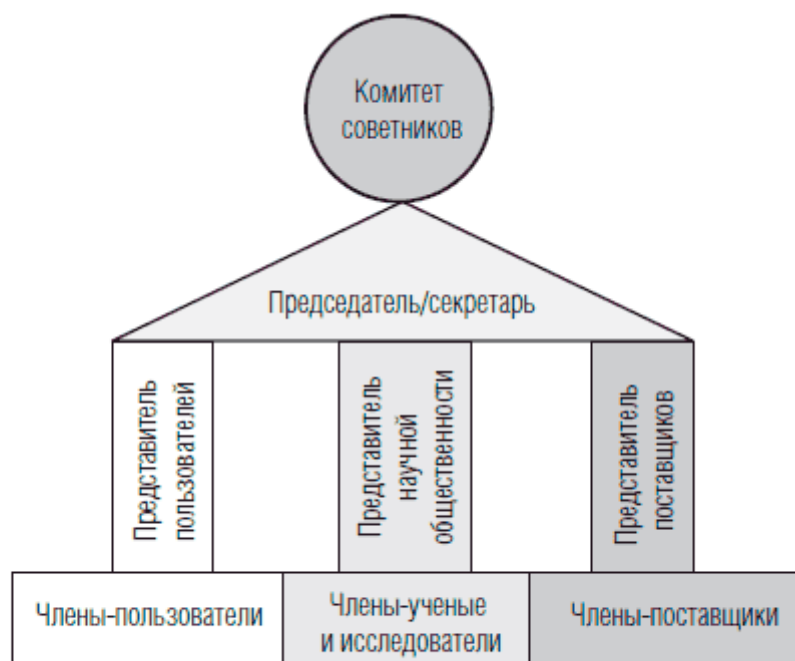 Комитет
советников
Председатель/секретарь
Представитель
пользователей
Представитель
научной
общественности
Представитель
поставщиков
Члены-пользователи
Члены-ученые
и исследователи
Члены-поставщики